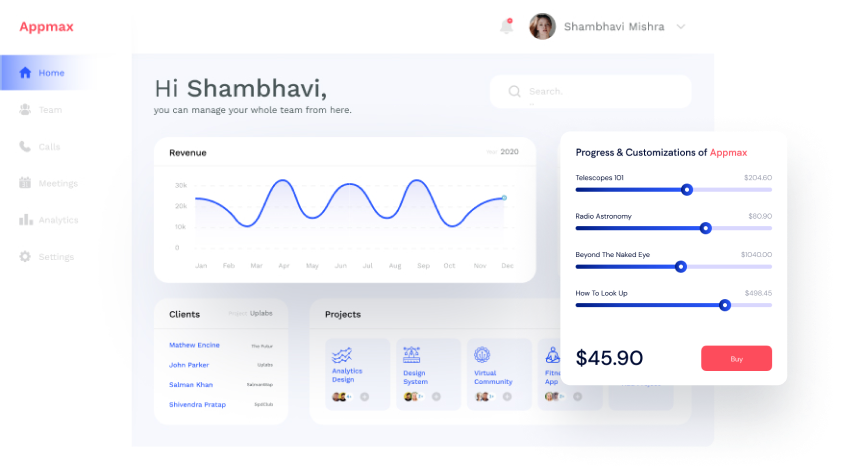 Appmax
Shambhavi Mishra
Home
Team
Calls
Meetings
Analytics
Settings
Hi Shambhavi,
you can manage your whole team from here.
Search.
Revenue
2020
30k
20k
10k
0
Jan Feb Mar Apr May Jun Jul Aug Sep Oct Nov Dec
Clients
Project Uplabs
Mathew Encine
The Futur
John Parker
Uplabs
Salman Khan
Shivendra Pratap
Projects
Analytics
Design
Design
System
Virtual
Community
App
Progress & Customizations of Appmax
Telescopes 101 $204.60
Radio Astronomy $80.90
Beyond The Naked Eye $1040.00
How To Look Up $498.45
$45.90
Buy